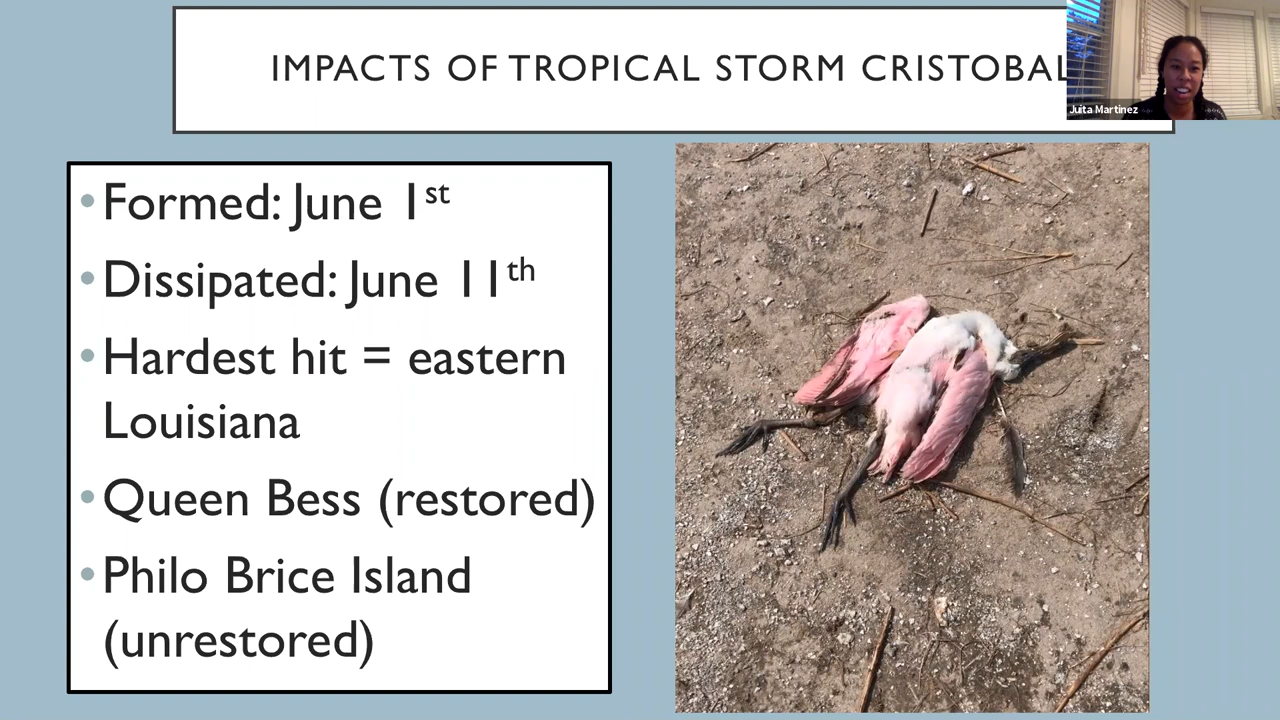 IMPACTS OF TROPICAL STORM CRISTOBAL
Juita Martinez
• Formed: June 1st
• Dissipated: June 11th
• Hardest hit = eastern
Louisiana
• Queen Bess (restored)
• Philo Brice Island
(unrestored)